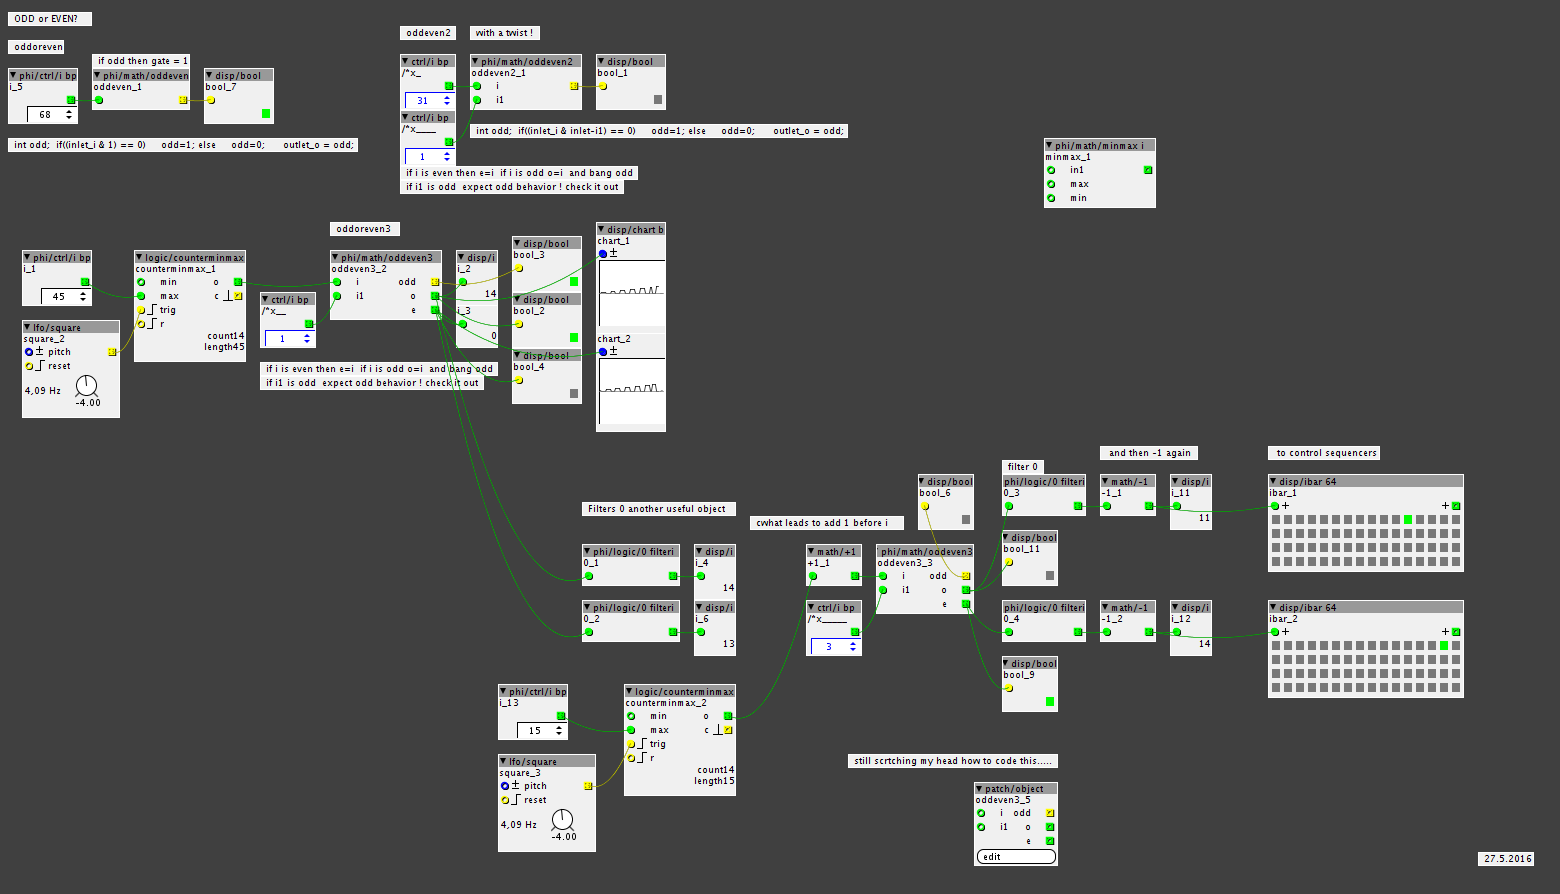 ODD or EVEN?
oddoreven
phi/ctrl/i bp
i_5
68
if odd then gate = 1
phi/math/oddeven
oddeven_1
disp/bool
bool_7
int odd; if((inlet_i & 1) == 0) odd=1; else odd=0; outlet_o = odd;
oddeven2
with a twist !
ctrl/i bp
/*x_
31
ctrl/i bp
/*x____
1
phi/math/oddeven2
oddeven2_1
i
i1
disp/bool
bool_1
int odd; if((inlet_i & inlet-i1) == 0) odd=1; else odd=0; outlet_o = odd;
if i is even then e=i if i is odd o=i and bang odd
if i1 is odd expect odd behavior ! check it out
phi/math/minmax i
minmax_1
in1
max
min
oddoreven3
phi/ctrl/i bp
i_1
45
lfo/square
square_2
± pitch
reset
4,09 Hz
-4.00
logic/counterminmax
counterminmax_1
min o
max c
trig
r
count14
length45
ctrl/i bp
/*x__
1
phi/math/oddeven3
oddeven3_2
i odd
i1 o
e
disp/i
i_2
14
i_3
0
disp/bool
bool_3
disp/bool
bool_2
disp/bool
bool_4
disp/chart b
chart_1
±
chart_2
±
if i is even then e=i if i is odd o=i and bang odd
if i1 is odd expect odd behavior ! check it out
Filters 0 another useful object
phi/logic/0 filteri
0_1
disp/i
i_4
14
phi/logic/0 filteri
0_2
disp/i
i_6
13
cwhat leads to add 1 before i
math/+1
+1_1
ctrl/i bp
/*x_____
3
phi/math/oddeven3
oddeven3_3
i odd
i1 o
e
disp/bool
bool_6
filter 0
phi/logic/0 filteri
0_3
disp/bool
bool_11
phi/logic/0 filteri
0_4
disp/bool
bool_9
and then -1 again
math/-1
-1_1
disp/i
i_11
11
math/-1
-1_2
disp/i
i_12
14
to control sequencers
disp/ibar 64
ibar_1
+ +
disp/ibar 64
ibar_2
+ +
phi/ctrl/i bp
i_13
15
lfo/square
square_3
± pitch
reset
4,09 Hz
-4.00
logic/counterminmax
counterminmax_2
min o
max c
trig
r
count14
length15
still scrtching my head how to code this.....
patch/object
oddeven3_5
i odd
i1 o
e
edit
27.5.2016